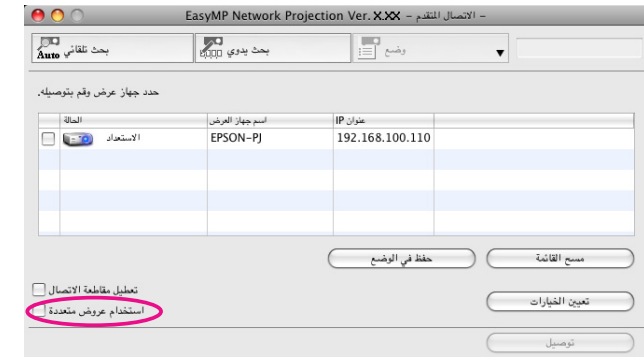 EasyMP Network Projection Ver. X.XX – الاتصال المتقدم –
Auto بحث تلقائي
بحث يدوي
وضع
حدد جهاز عرض وقم بتوصيله.
الحالة
اسم جهاز العرض
عنوان IP
الاستعداد
EPSON-PJ
192.168.100.110
حفظ في الوضع
مسح القائمة
تعطيل مقاطعة الاتصال
استخدام عروض متعددة
تعيين الخيارات
توصيل